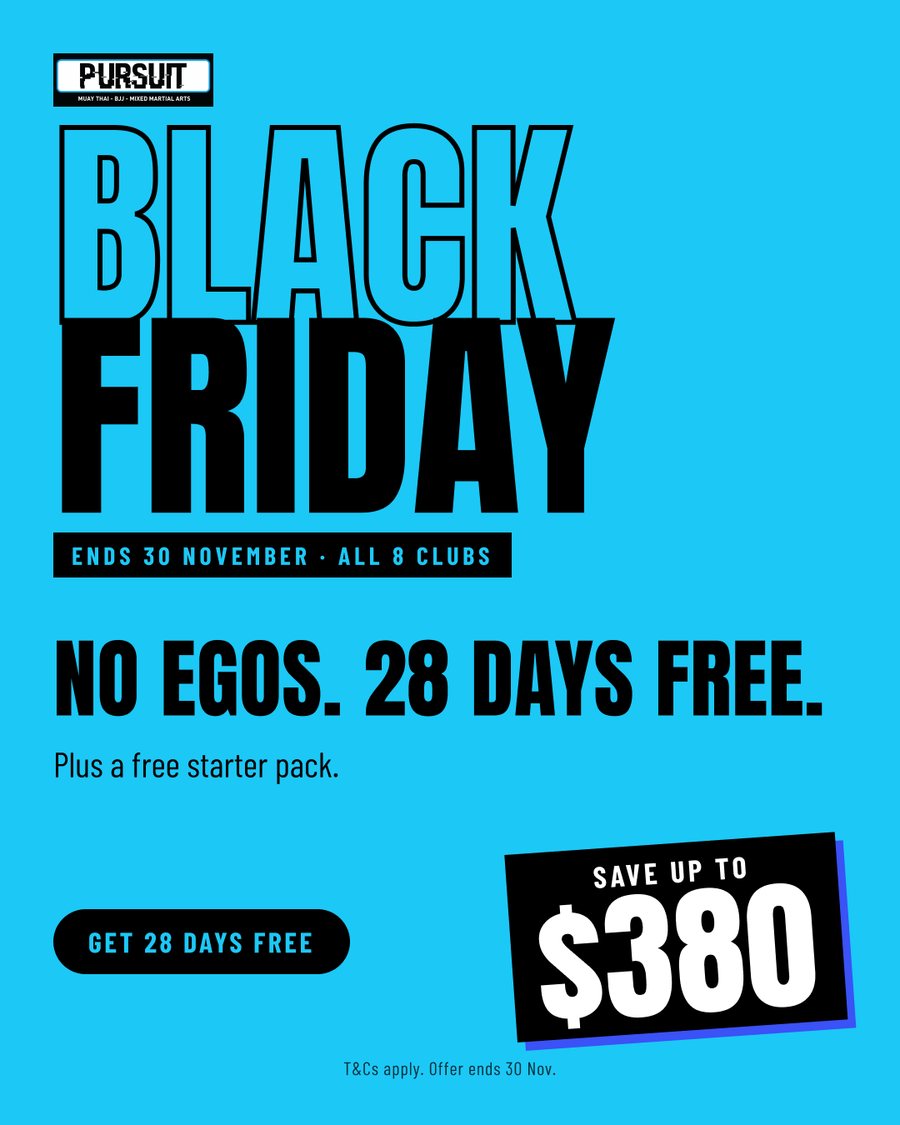 PURSUIT
MUAY THAI • BJJ • MIXED MARTIAL ARTS
BLACK
FRIDAY
ENDS 30 NOVEMBER · ALL 8 CLUBS
NO EGOS. 28 DAYS FREE.
Plus a free starter pack.
SAVE UP TO
$380
GET 28 DAYS FREE
T&Cs apply. Offer ends 30 Nov.